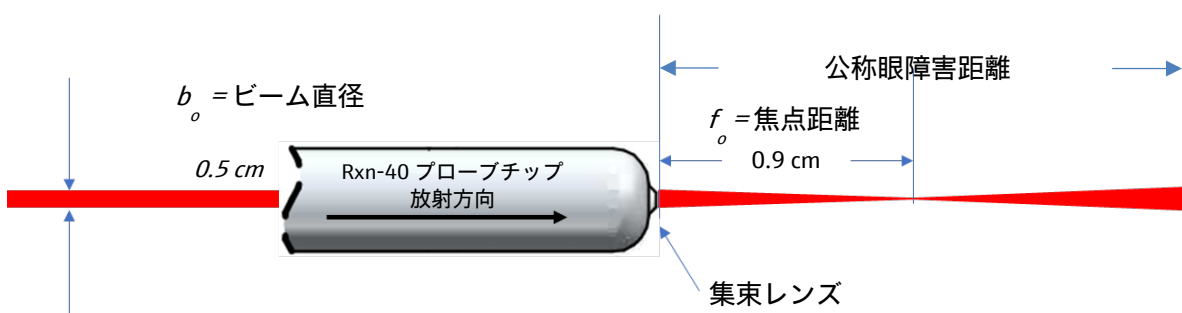 公称眼障害距離
b₀ =ビーム直径
f₀ =焦点距離
0.5 cm
Rxn-40 プローブチップ
放射方向
0.9 cm
集束レンズ